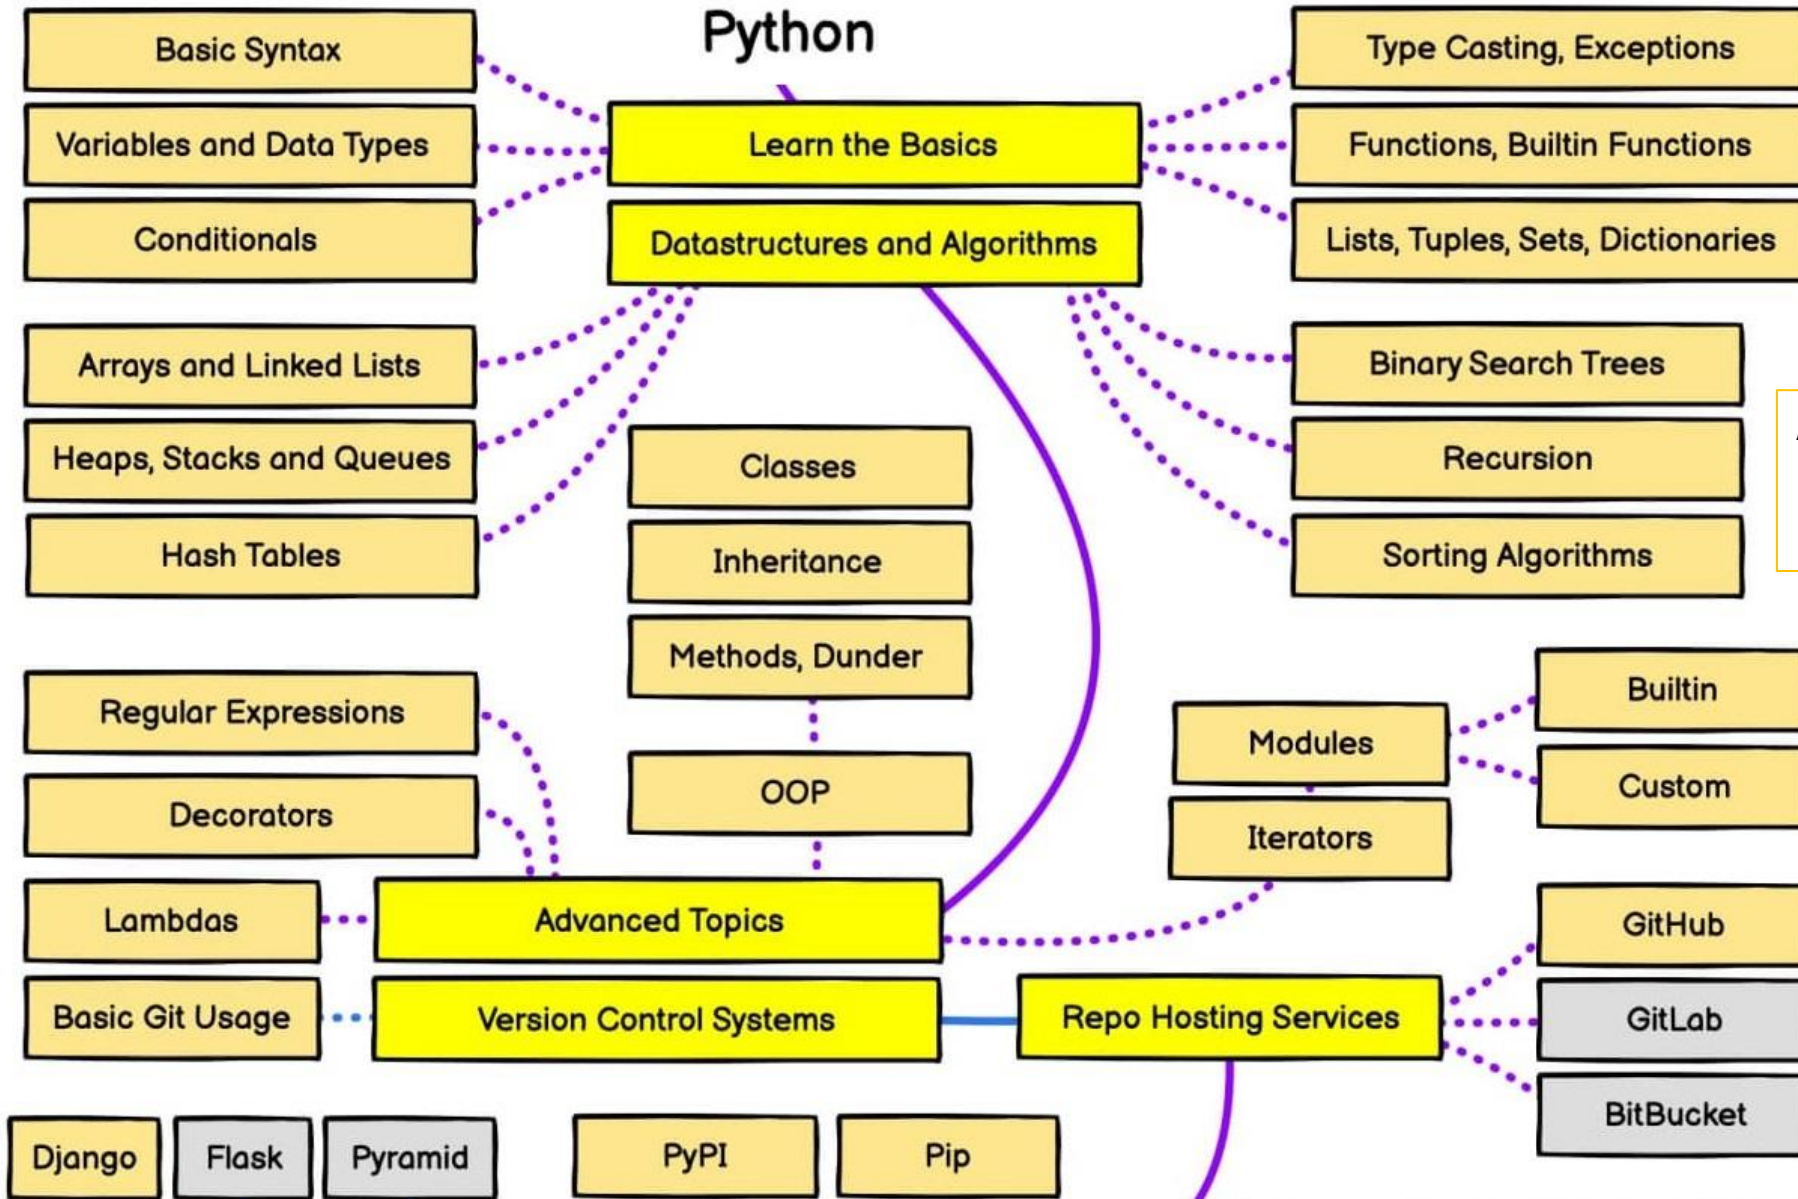 Python
Basic Syntax
Learn the Basics
Type Casting, Exceptions
Variables and Data Types
Functions, Builtin Functions
Conditionals
Datastructures and Algorithms
Lists, Tuples, Sets, Dictionaries
Arrays and Linked Lists
Binary Search Trees
Heaps, Stacks and Queues
Classes
Recursion
Hash Tables
Inheritance
Sorting Algorithms
Methods, Dunder
Regular Expressions
Modules
Builtin
Decorators
OOP
Iterators
Custom
Lambdas
Advanced Topics
GitHub
Basic Git Usage
Version Control Systems
Repo Hosting Services
GitLab
BitBucket
Django
Flask
Pyramid
PyPI
Pip